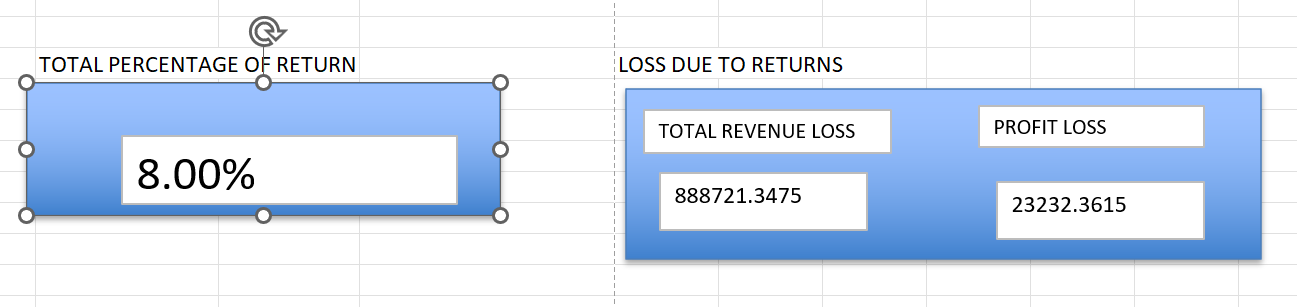 TOTAL PERCENTAGE OF RETURN
8.00%
LOSS DUE TO RETURNS
TOTAL REVENUE LOSS
PROFIT LOSS
888721.3475
23232.3615